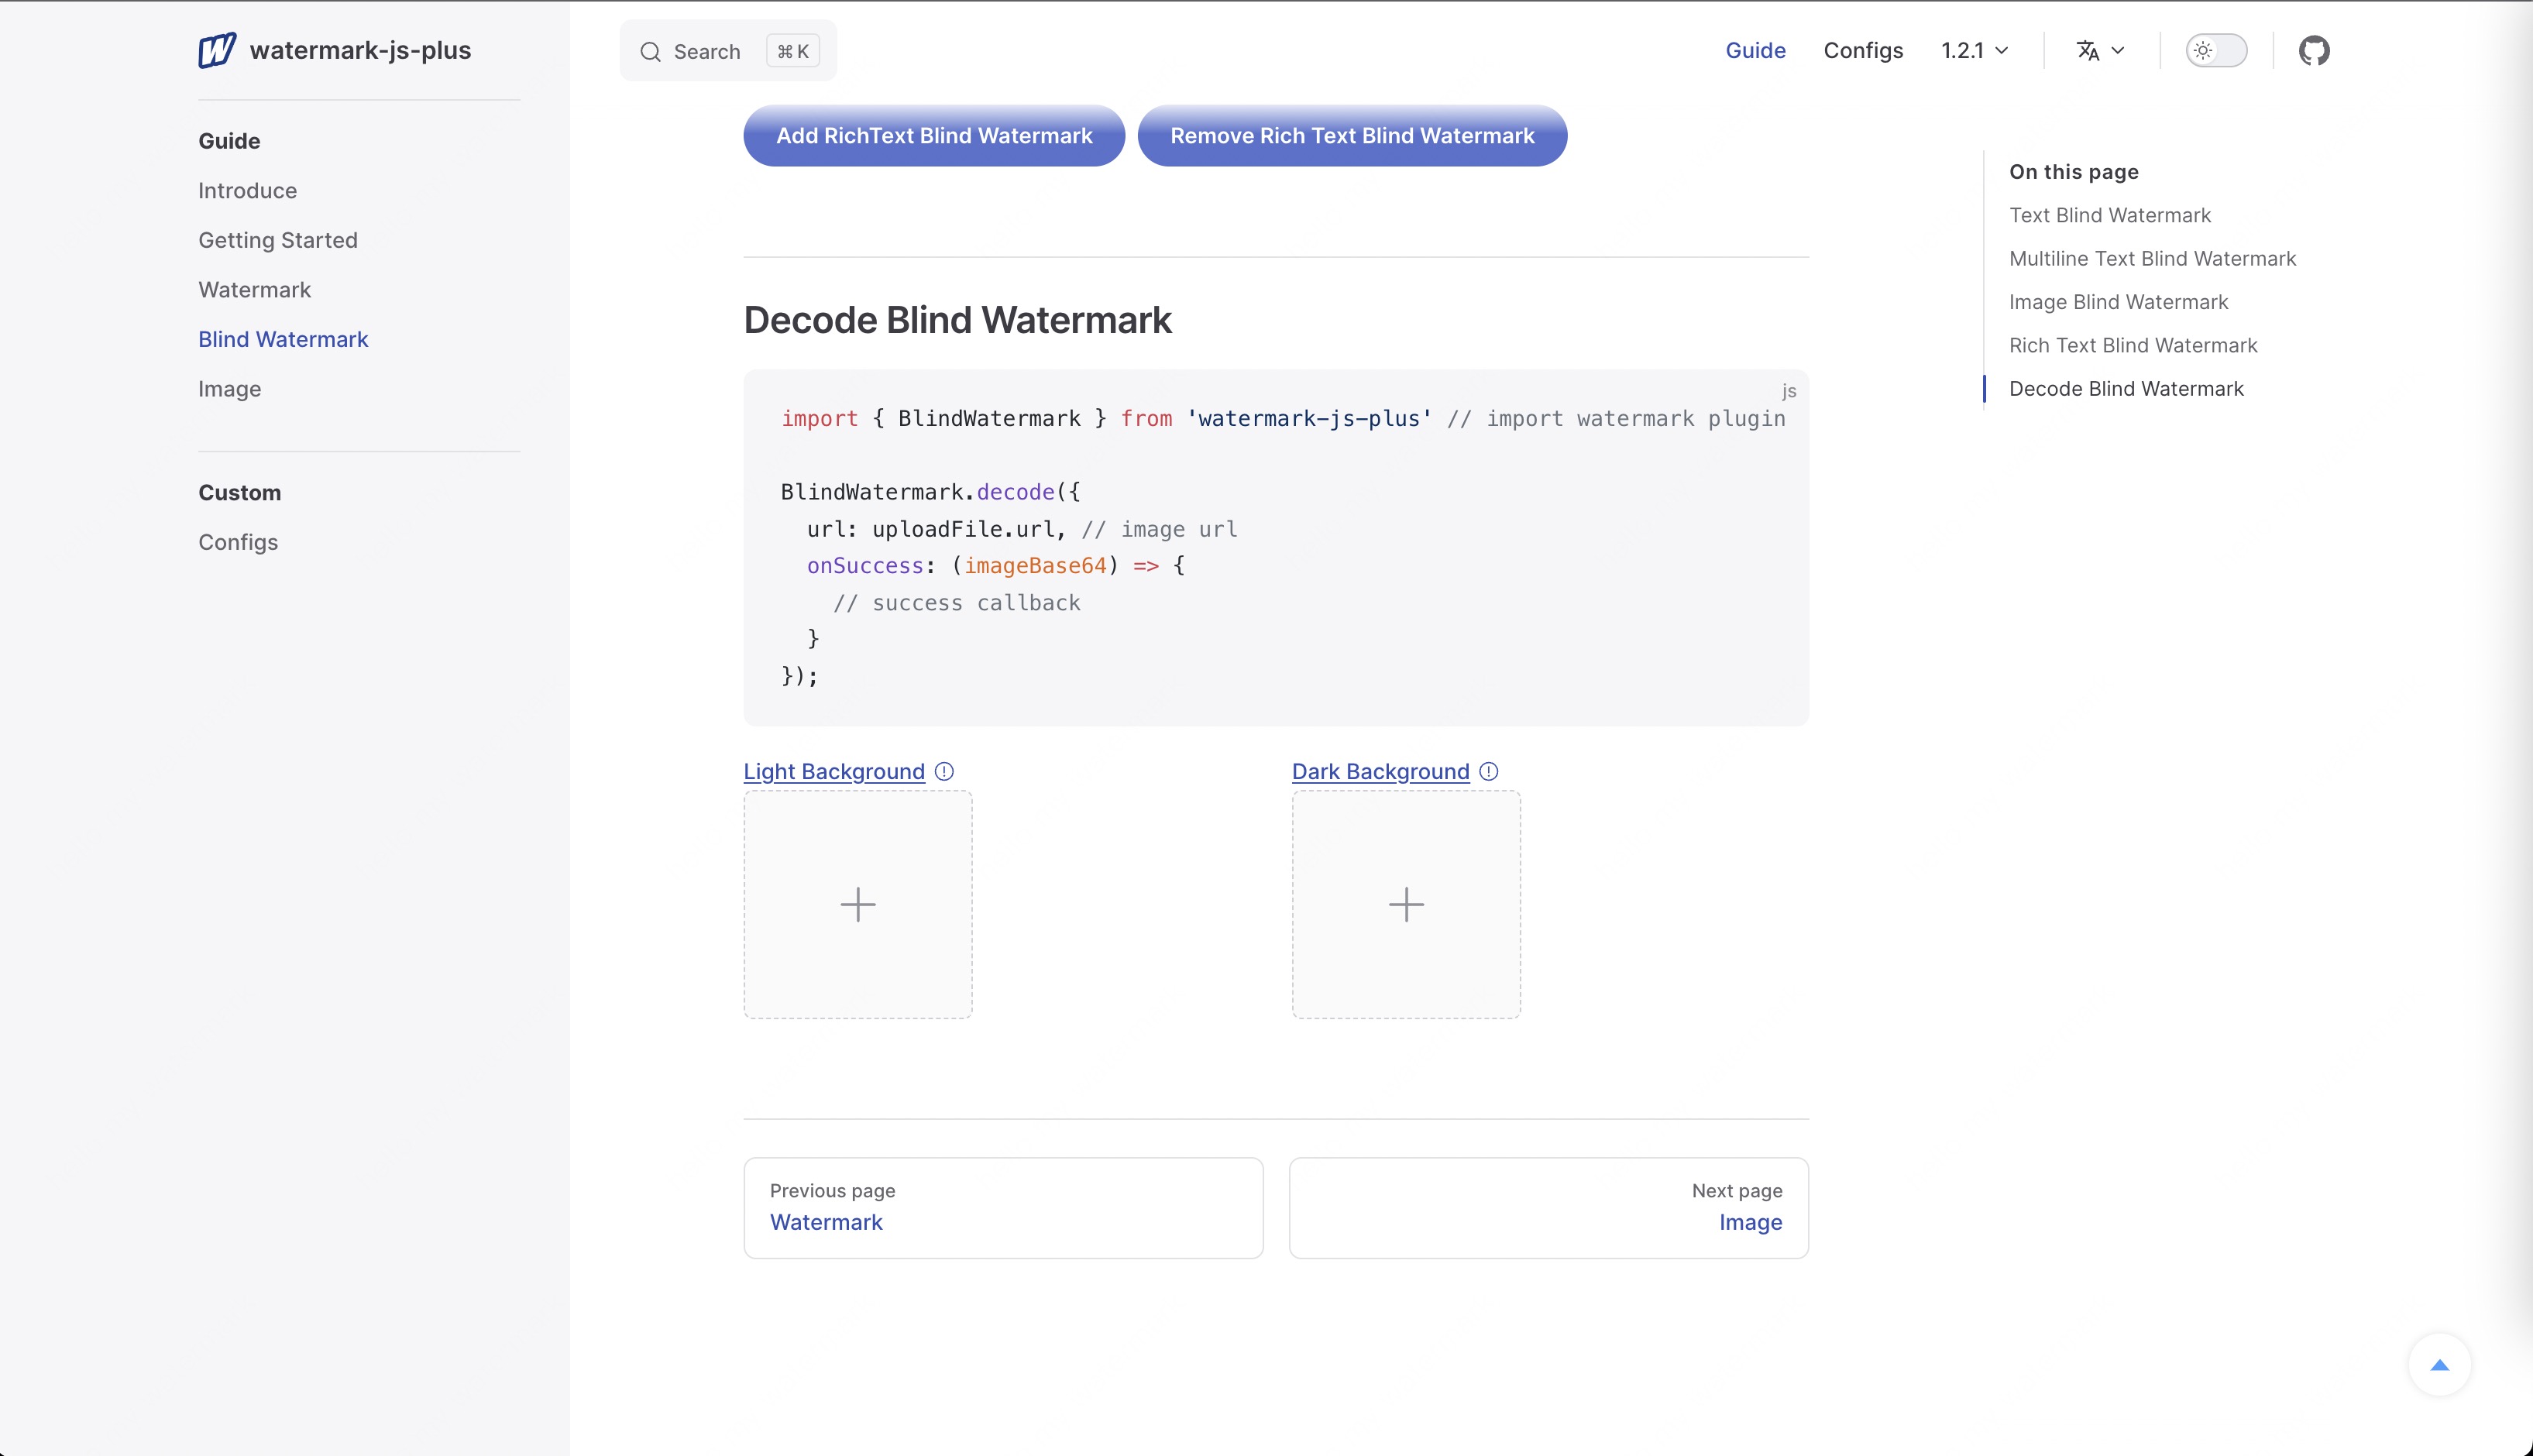 watermark-js-plus
Search ⌘ K
Guide
Configs
1.2.1
Guide
Introduce
Getting Started
Watermark
Blind Watermark
Image
Custom
Configs
Add RichText Blind Watermark
Remove Rich Text Blind Watermark
Decode Blind Watermark
js
import { BlindWatermark } from 'watermark-js-plus' // import watermark plugin
BlindWatermark.decode({
url: uploadFile.url, // image url
onSuccess: (imageBase64) => {
// success callback
}
});
Light Background
Dark Background
Previous page
Watermark
Next page
Image
On this page
Text Blind Watermark
Multiline Text Blind Watermark
Image Blind Watermark
Rich Text Blind Watermark
Decode Blind Watermark